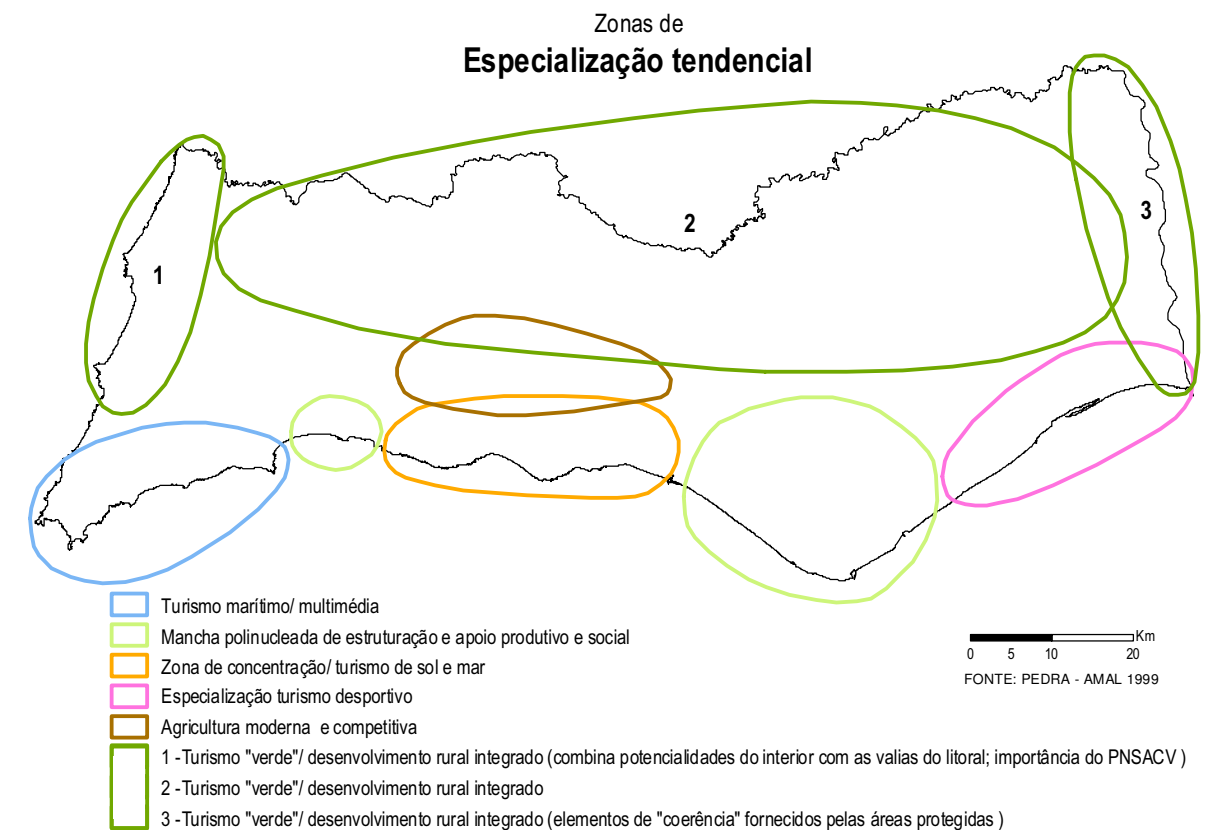 Zonas de
Especialização tendencial
1
2
3
Turismo marítimo/ multimédia
Mancha polinucleada de estruturação e apoio produtivo e social
Zona de concentração/ turismo de sol e mar
Especialização turismo desportivo
Agricultura moderna e competitiva
1 -Turismo "verde"/ desenvolvimento rural integrado (combina potencialidades do interior com as valias do litoral; importância do PNSACV )
2 -Turismo "verde"/ desenvolvimento rural integrado
3 -Turismo "verde"/ desenvolvimento rural integrado (elementos de "coerência" fornecidos pelas áreas protegidas )
Km
0 5 10 20
FONTE: PEDRA - AMAL 1999